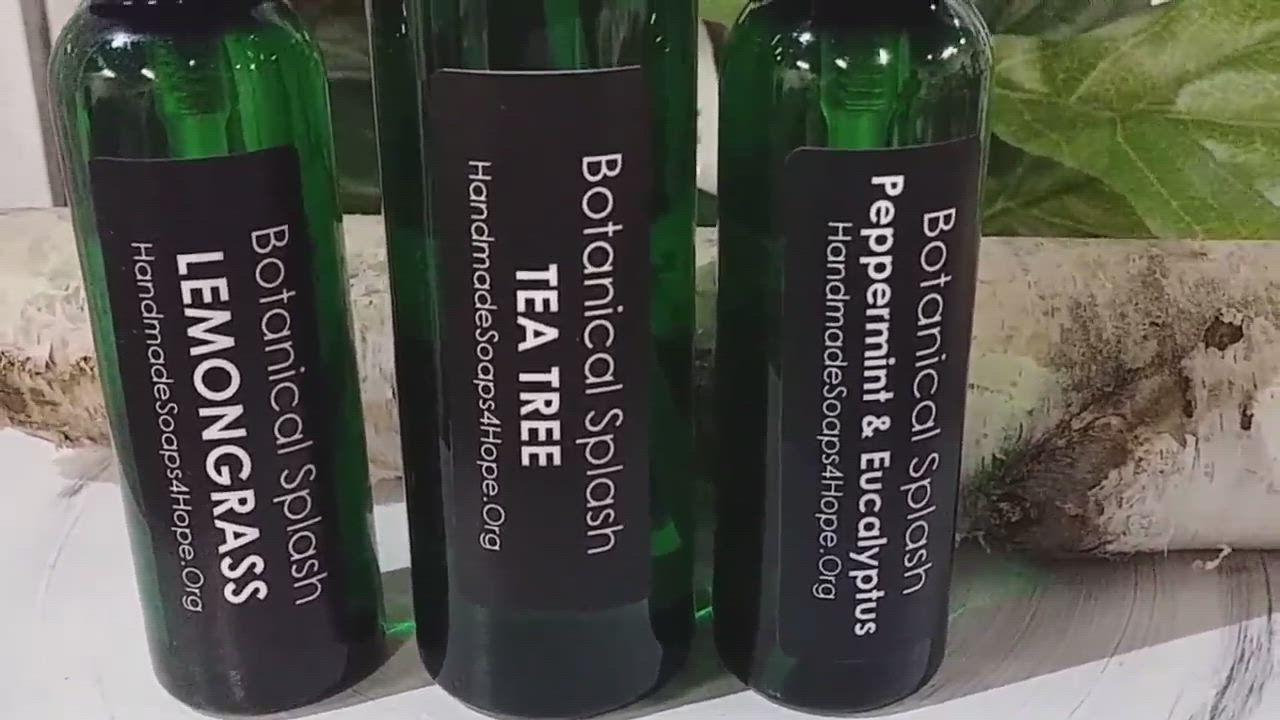 Botanical Splash
LEMONGRASS
HandmadeSoaps4Hope.Org
Botanical Splash
TEA TREE
HandmadeSoaps4Hope.Org
Botanical Splash
Peppermint & Eucalyptus
HandmadeSoaps4Hope.Org